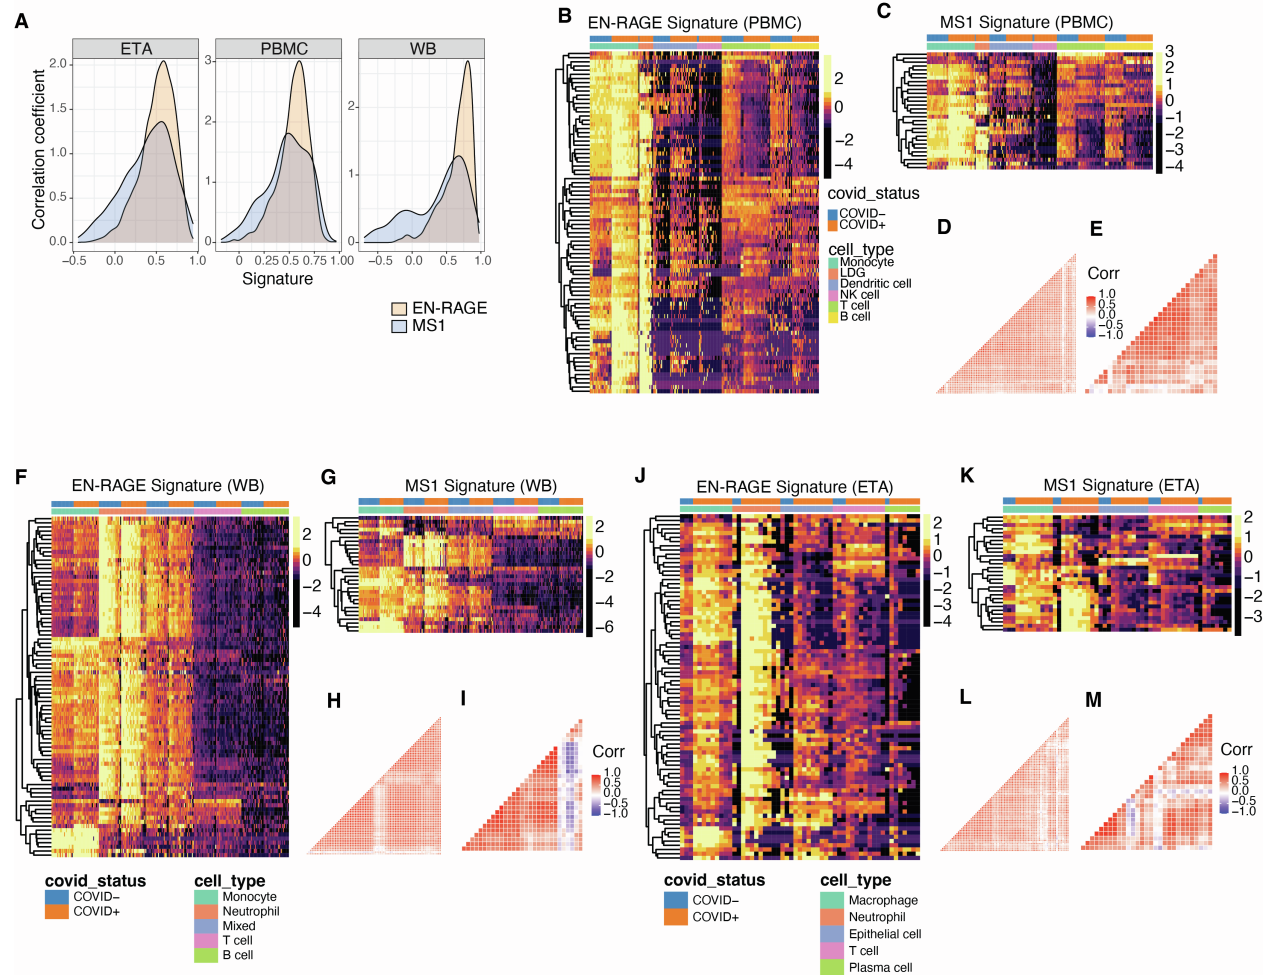 A
ETA
PBMC
WB
Correlation coefficient
2.0
1.5
1.0
0.5
0.0
3
2
1
0
2
1
0
−0.5
0.0
0.5
1.0
0
0.25
0.50
0.75
1.00
−0.5
0.0
0.5
1.0
Signature
EN-RAGE
MS1
B
EN-RAGE Signature (PBMC)
2
0
−2
−4
covid_status
COVID−
COVID+
cell_type
Monocyte
LDG
Dendritic cell
NK cell
T cell
B cell
C
MS1 Signature (PBMC)
3
2
1
0
−1
−2
−3
−4
D
E
Corr
1.0
0.5
0.0
−0.5
−1.0
F
EN-RAGE Signature (WB)
2
0
−2
−4
G
MS1 Signature (WB)
2
0
−2
−4
−6
H
I
Corr
1.0
0.5
0.0
−0.5
−1.0
covid_status
COVID−
COVID+
cell_type
Monocyte
Neutrophil
Mixed
T cell
B cell
J
EN-RAGE Signature (ETA)
2
1
0
−1
−2
−3
−4
K
MS1 Signature (ETA)
2
1
0
−1
−2
−3
L
M
Corr
1.0
0.5
0.0
−0.5
−1.0
covid_status
COVID−
COVID+
cell_type
Macrophage
Neutrophil
Epithelial cell
T cell
Plasma cell